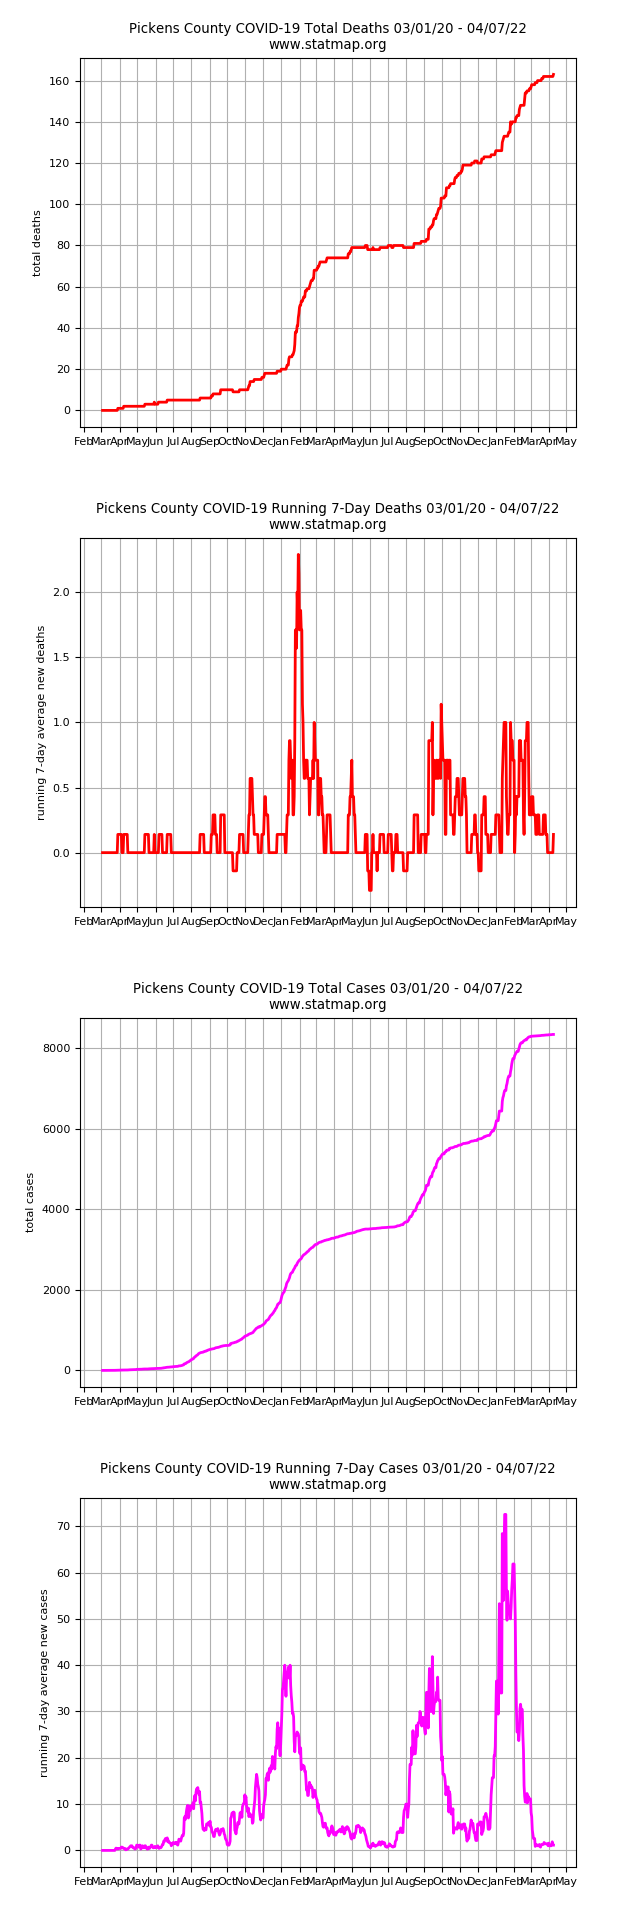 Pickens County COVID-19 Total Deaths 03/01/20 - 04/07/22
www.statmap.org
160
140
120
100
80
60
40
20
0
total deaths
Feb Mar Apr May Jun Jul Aug Sep Oct Nov Dec Jan Feb Mar Apr May Jun Jul Aug Sep Oct Nov Dec Jan Feb Mar Apr May
Pickens County COVID-19 Running 7-Day Deaths 03/01/20 - 04/07/22
www.statmap.org
2.0
1.5
1.0
0.5
0.0
running 7-day average new deaths
Feb Mar Apr May Jun Jul Aug Sep Oct Nov Dec Jan Feb Mar Apr May Jun Jul Aug Sep Oct Nov Dec Jan Feb Mar Apr May
Pickens County COVID-19 Total Cases 03/01/20 - 04/07/22
www.statmap.org
8000
6000
4000
2000
0
total cases
Feb Mar Apr May Jun Jul Aug Sep Oct Nov Dec Jan Feb Mar Apr May Jun Jul Aug Sep Oct Nov Dec Jan Feb Mar Apr May
Pickens County COVID-19 Running 7-Day Cases 03/01/20 - 04/07/22
www.statmap.org
70
60
50
40
30
20
10
0
running 7-day average new cases
Feb Mar Apr May Jun Jul Aug Sep Oct Nov Dec Jan Feb Mar Apr May Jun Jul Aug Sep Oct Nov Dec Jan Feb Mar Apr May